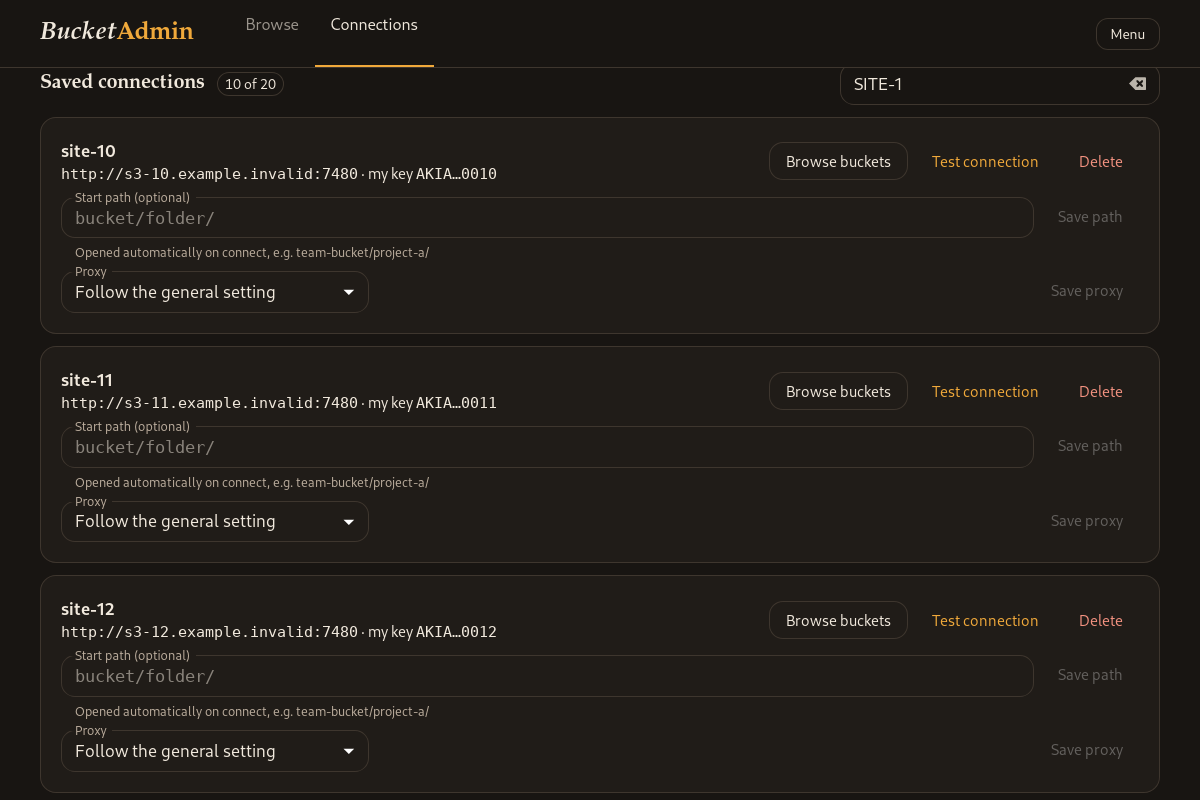 BucketAdmin Browse Connections Menu
Saved connections 10 of 20 SITE-1
site-10
http://s3-10.example.invalid:7480 · my key AKIA…0010
Browse buckets Test connection Delete
Start path (optional)
bucket/folder/ Save path
Opened automatically on connect, e.g. team-bucket/project-a/
Proxy
Follow the general setting Save proxy
site-11
http://s3-11.example.invalid:7480 · my key AKIA…0011
Browse buckets Test connection Delete
Start path (optional)
bucket/folder/ Save path
Opened automatically on connect, e.g. team-bucket/project-a/
Proxy
Follow the general setting Save proxy
site-12
http://s3-12.example.invalid:7480 · my key AKIA…0012
Browse buckets Test connection Delete
Start path (optional)
bucket/folder/ Save path
Opened automatically on connect, e.g. team-bucket/project-a/
Proxy
Follow the general setting Save proxy